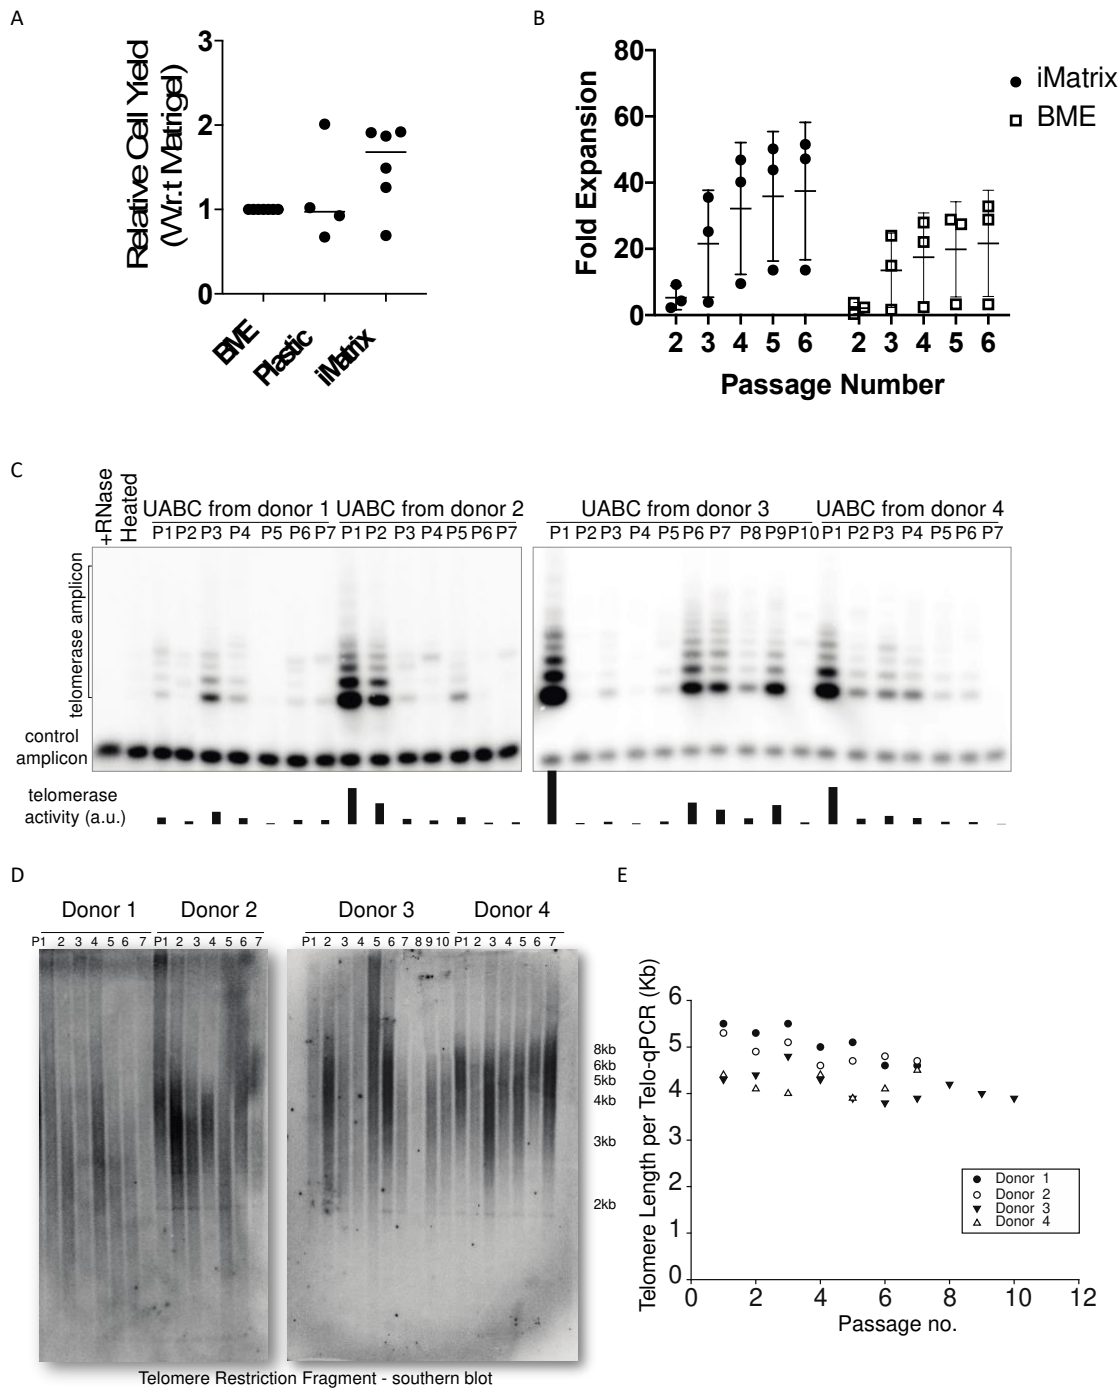 A
Relative Cell Yield
(W.r.t Matrigel)
3
2
1
0
BME
Plastic
iMatrix
B
Fold Expansion
80
60
40
20
0
2 3 4 5 6 2 3 4 5 6
Passage Number
iMatrix
BME
C
+RNase
Heated
UABC from donor 1 UABC from donor 2 UABC from donor 3 UABC from donor 4
P1 P2 P3 P4 P5 P6 P7 P1 P2 P3 P4 P5 P6 P7 P1 P2 P3 P4 P5 P6 P7 P8 P9 P10 P1 P2 P3 P4 P5 P6 P7
telomerase amplicon
control
amplicon
telomerase
activity (a.u.)
D
Donor 1 Donor 2 Donor 3 Donor 4
P1 2 3 4 5 6 7 P1 2 3 4 5 6 7 P1 2 3 4 5 6 7 8 9 10 P1 2 3 4 5 6 7
8kb
6kb
5kb
4kb
3kb
2kb
Telomere Restriction Fragment - southern blot
E
Telomere Length per Telo-qPCR (Kb)
6
5
4
3
2
1
0
0 2 4 6 8 10 12
Passage no.
Donor 1
Donor 2
Donor 3
Donor 4